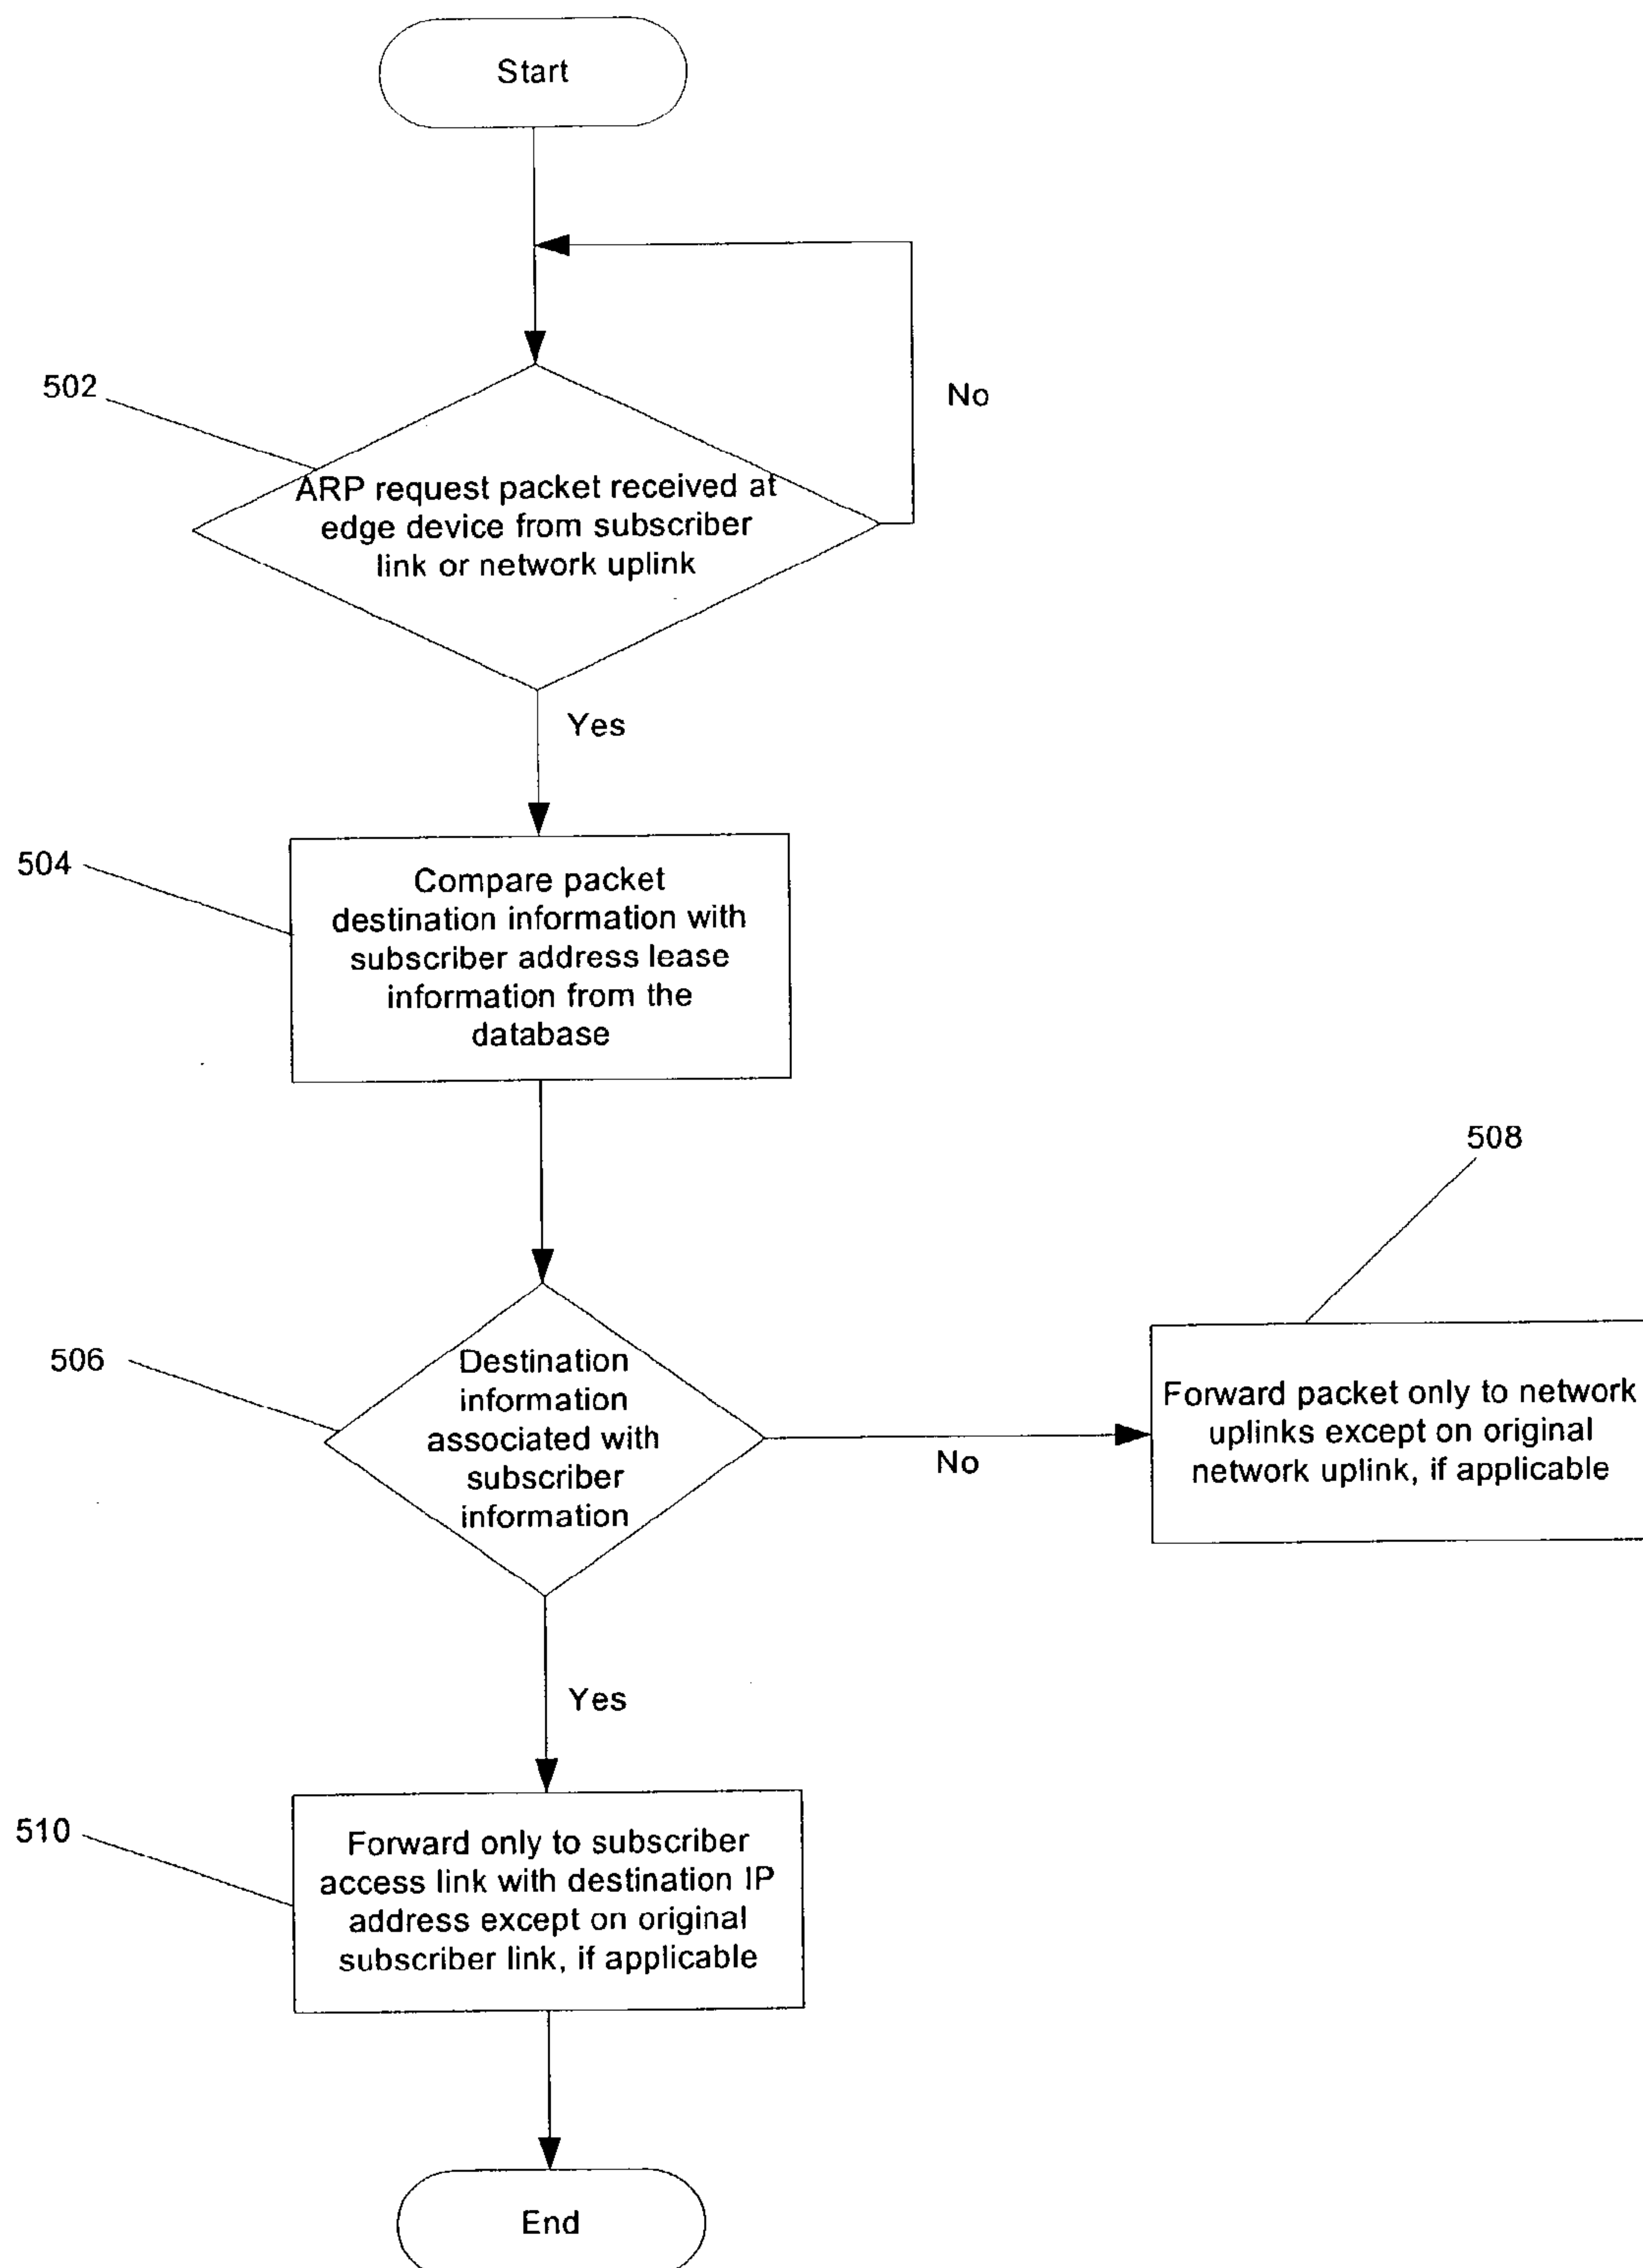 Start
No
502
ARP request packet received at
edge device from subscriber
link or network uplink
Yes
504
Compare packet
destination information with
subscriber address lease
information from the
database
508
506
Destination
information
associated with
subscriber
information
No
Forward packet only to network
uplinks except on original
network uplink, if applicable
Yes
510
Forward only to subscriber
access link with destination IP
address except on original
subscriber link, if applicable
End